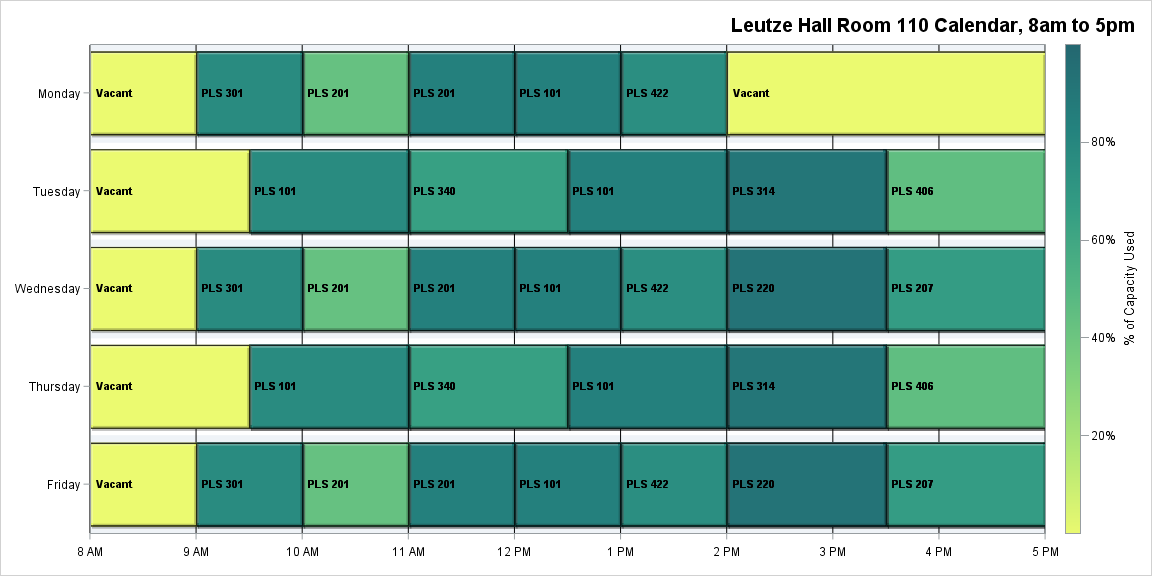 Leutze Hall Room 110 Calendar, 8am to 5pm
Monday
Vacant
PLS 301
PLS 201
PLS 201
PLS 101
PLS 422
Vacant
Tuesday
Vacant
PLS 101
PLS 340
PLS 101
PLS 314
PLS 406
Wednesday
Vacant
PLS 301
PLS 201
PLS 201
PLS 101
PLS 422
PLS 220
PLS 207
Thursday
Vacant
PLS 101
PLS 340
PLS 101
PLS 314
PLS 406
Friday
Vacant
PLS 301
PLS 201
PLS 201
PLS 101
PLS 422
PLS 220
PLS 207
8 AM
9 AM
10 AM
11 AM
12 PM
1 PM
2 PM
3 PM
4 PM
5 PM
80%
60%
40%
20%
% of Capacity Used